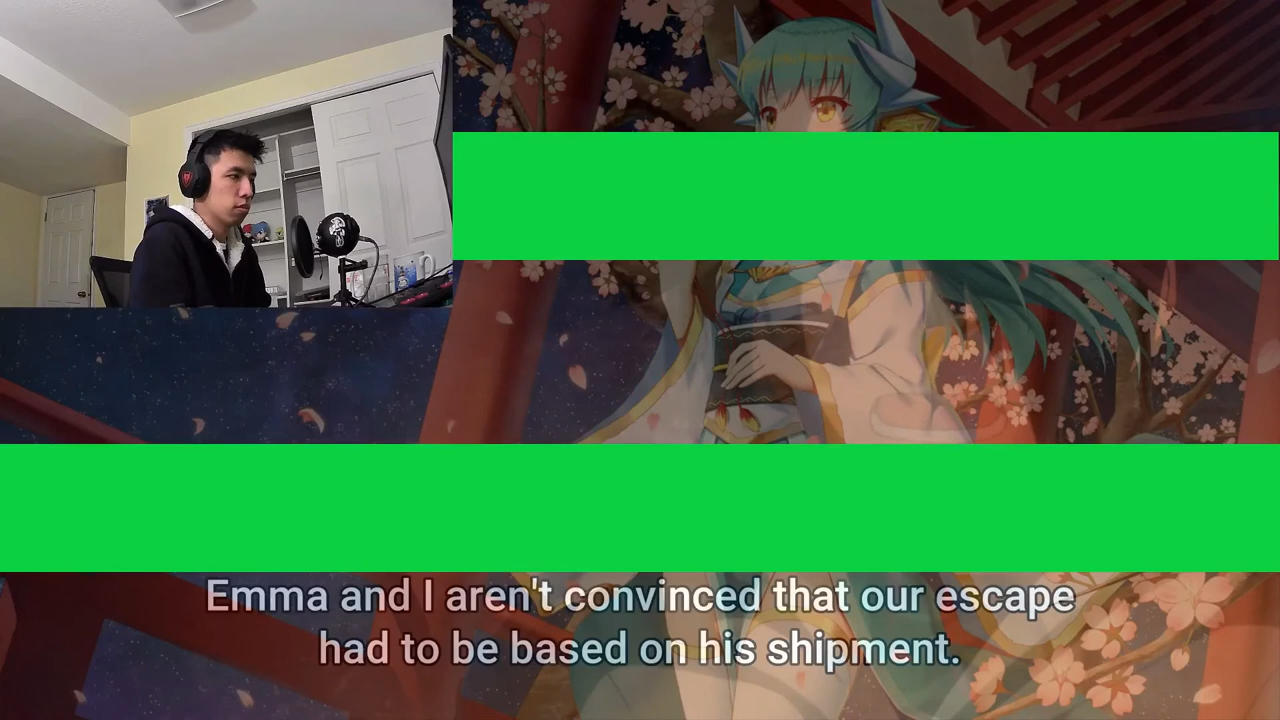 Emma and I aren't convinced that our escape
had to be based on his shipment.